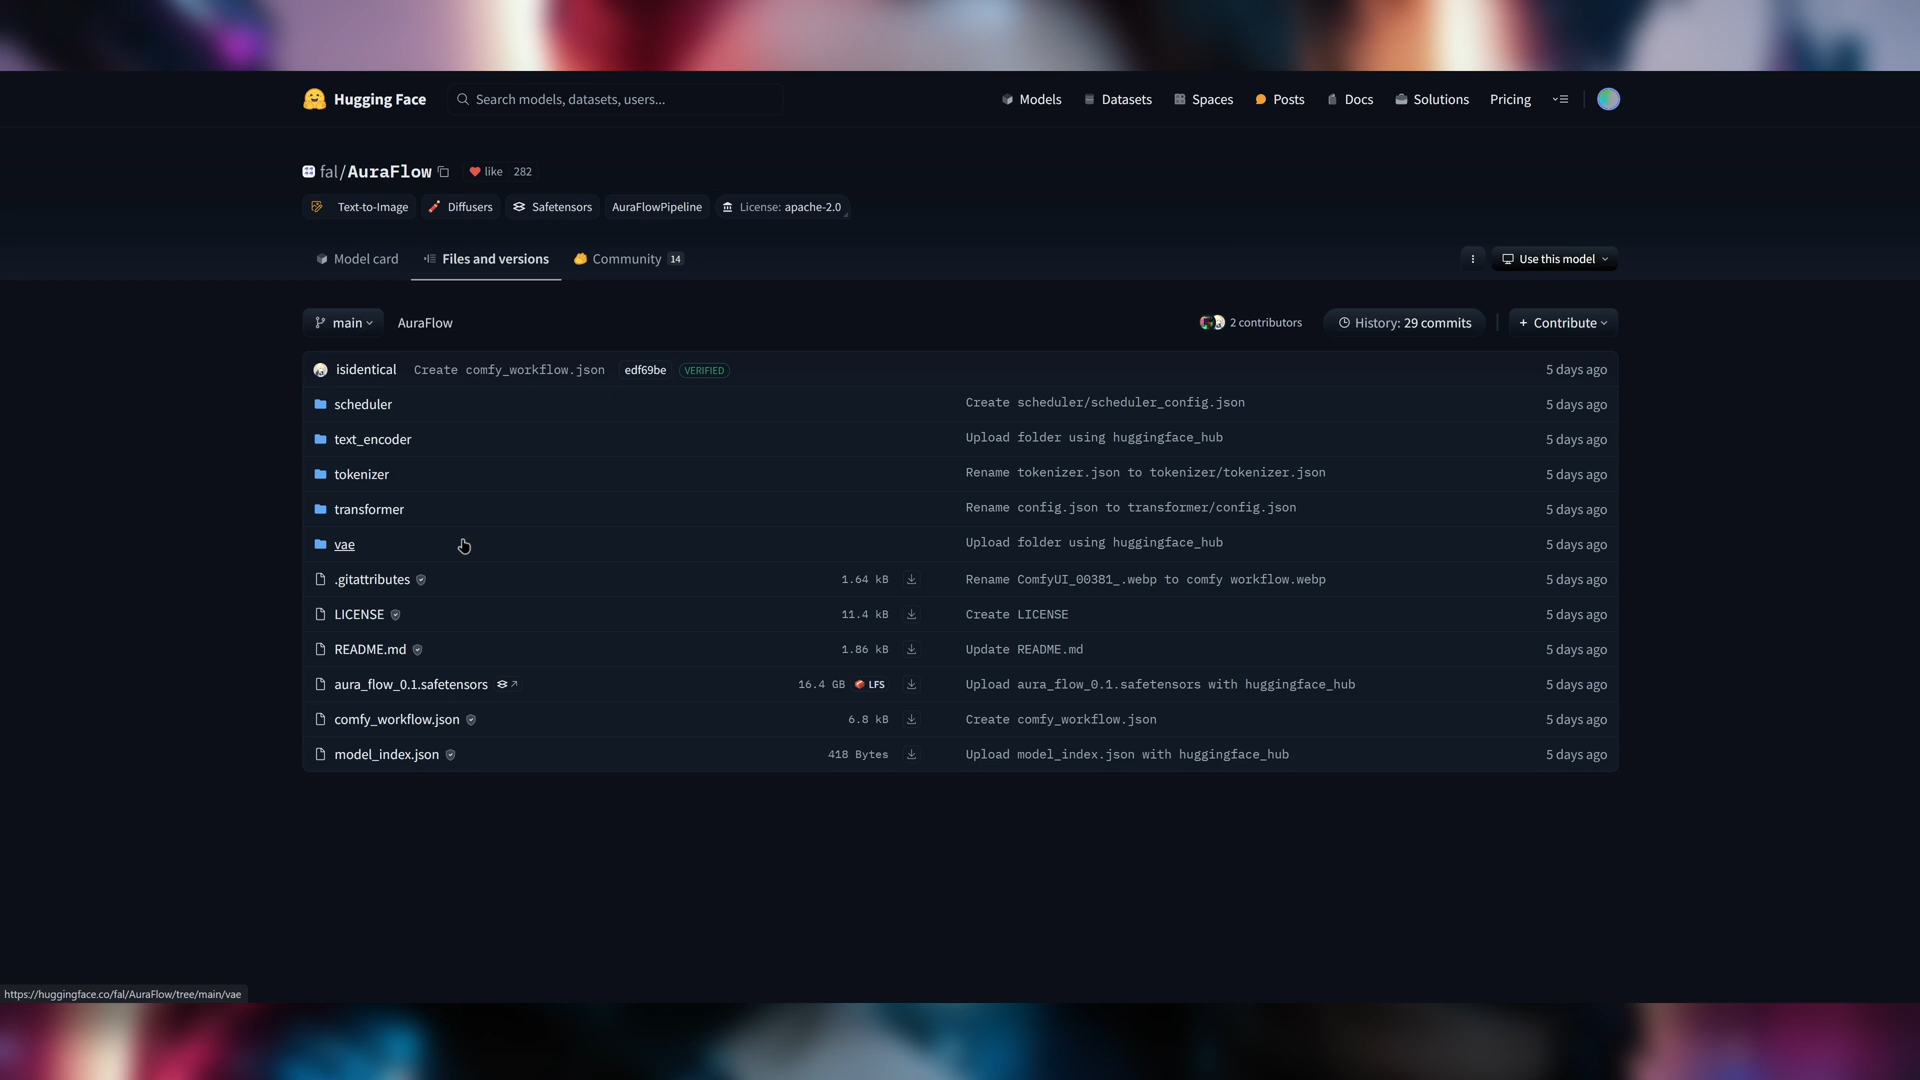 Hugging Face Search models, datasets, users... Models Datasets Spaces Posts Docs Solutions Pricing
fal/AuraFlow like 282
Text-to-Image Diffusers Safetensors AuraFlowPipeline License: apache-2.0
Model card Files and versions Community 14 Use this model
main AuraFlow 2 contributors History: 29 commits + Contribute
isidentical Create comfy_workflow.json edf69be VERIFIED 5 days ago
scheduler Create scheduler/scheduler_config.json 5 days ago
text_encoder Upload folder using huggingface_hub 5 days ago
tokenizer Rename tokenizer.json to tokenizer/tokenizer.json 5 days ago
transformer Rename config.json to transformer/config.json 5 days ago
vae Upload folder using huggingface_hub 5 days ago
.gitattributes 1.64 kB Rename ComfyUI_00381_.webp to comfy workflow.webp 5 days ago
LICENSE 11.4 kB Create LICENSE 5 days ago
README.md 1.86 kB Update README.md 5 days ago
aura_flow_0.1.safetensors 16.4 GB LFS Upload aura_flow_0.1.safetensors with huggingface_hub 5 days ago
comfy_workflow.json 6.8 kB Create comfy_workflow.json 5 days ago
model_index.json 418 Bytes Upload model_index.json with huggingface_hub 5 days ago
https://huggingface.co/fal/AuraFlow/tree/main/vae